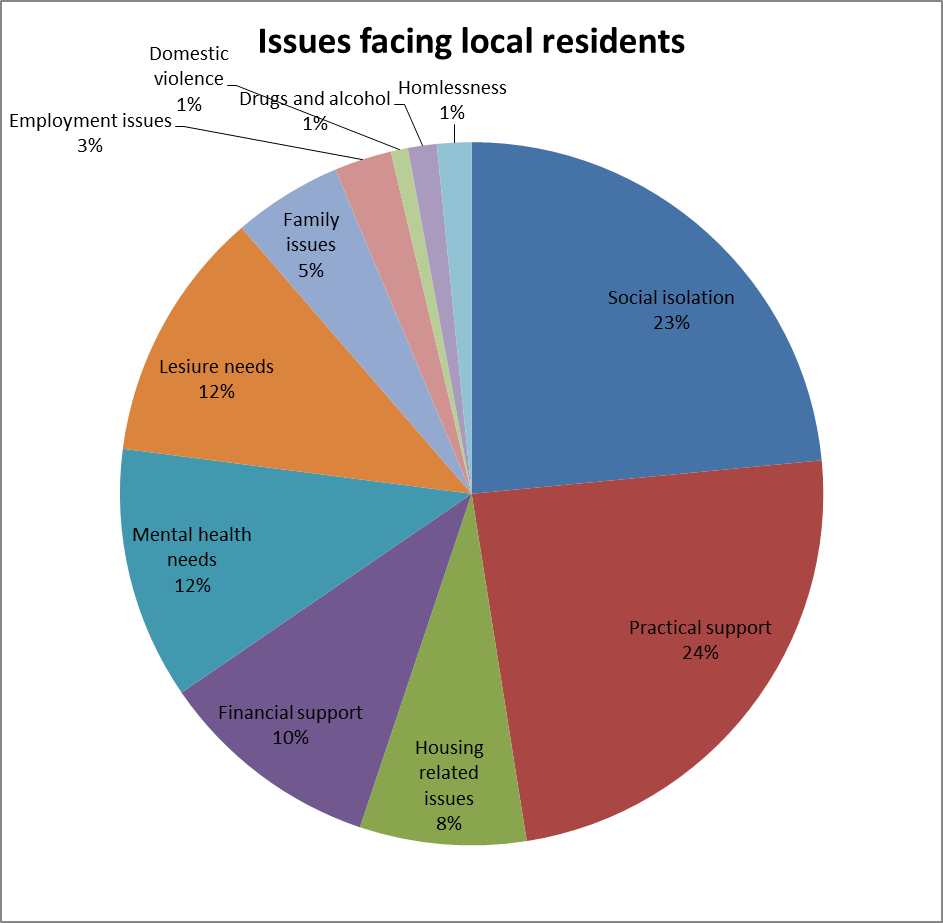 Issues facing local residents
Domestic
violence
1%
Drugs and alcohol
1%
Homlessness
1%
Employment issues
3%
Family
issues
5%
Social isolation
23%
Lesiure needs
12%
Mental health
needs
12%
Practical support
24%
Financial support
10%
Housing
related
issues
8%